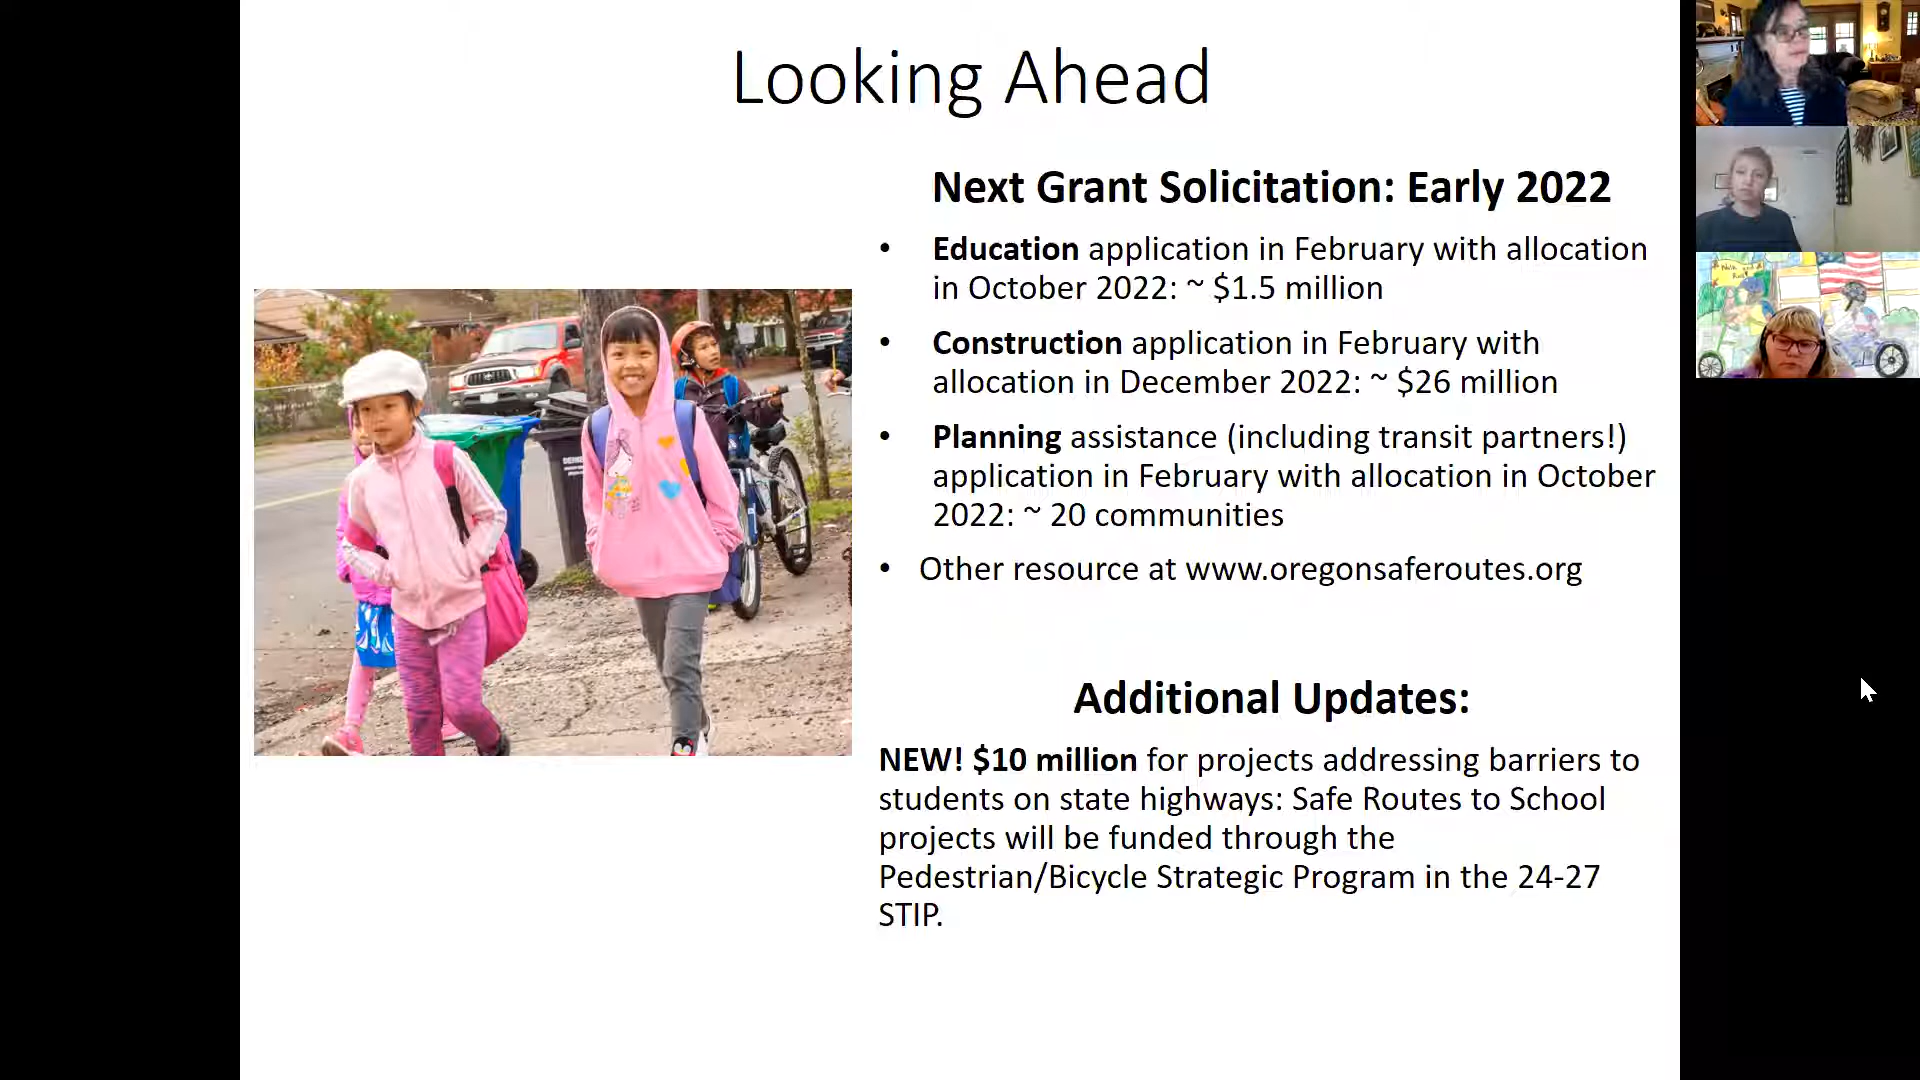 Looking Ahead
Next Grant Solicitation: Early 2022
• Education application in February with allocation
in October 2022: ~ $1.5 million
• Construction application in February with
allocation in December 2022: ~ $26 million
• Planning assistance (including transit partners!)
application in February with allocation in October
2022: ~ 20 communities
• Other resource at www.oregonsaferoutes.org
Additional Updates:
NEW! $10 million for projects addressing barriers to
students on state highways: Safe Routes to School
projects will be funded through the
Pedestrian/Bicycle Strategic Program in the 24-27
STIP.